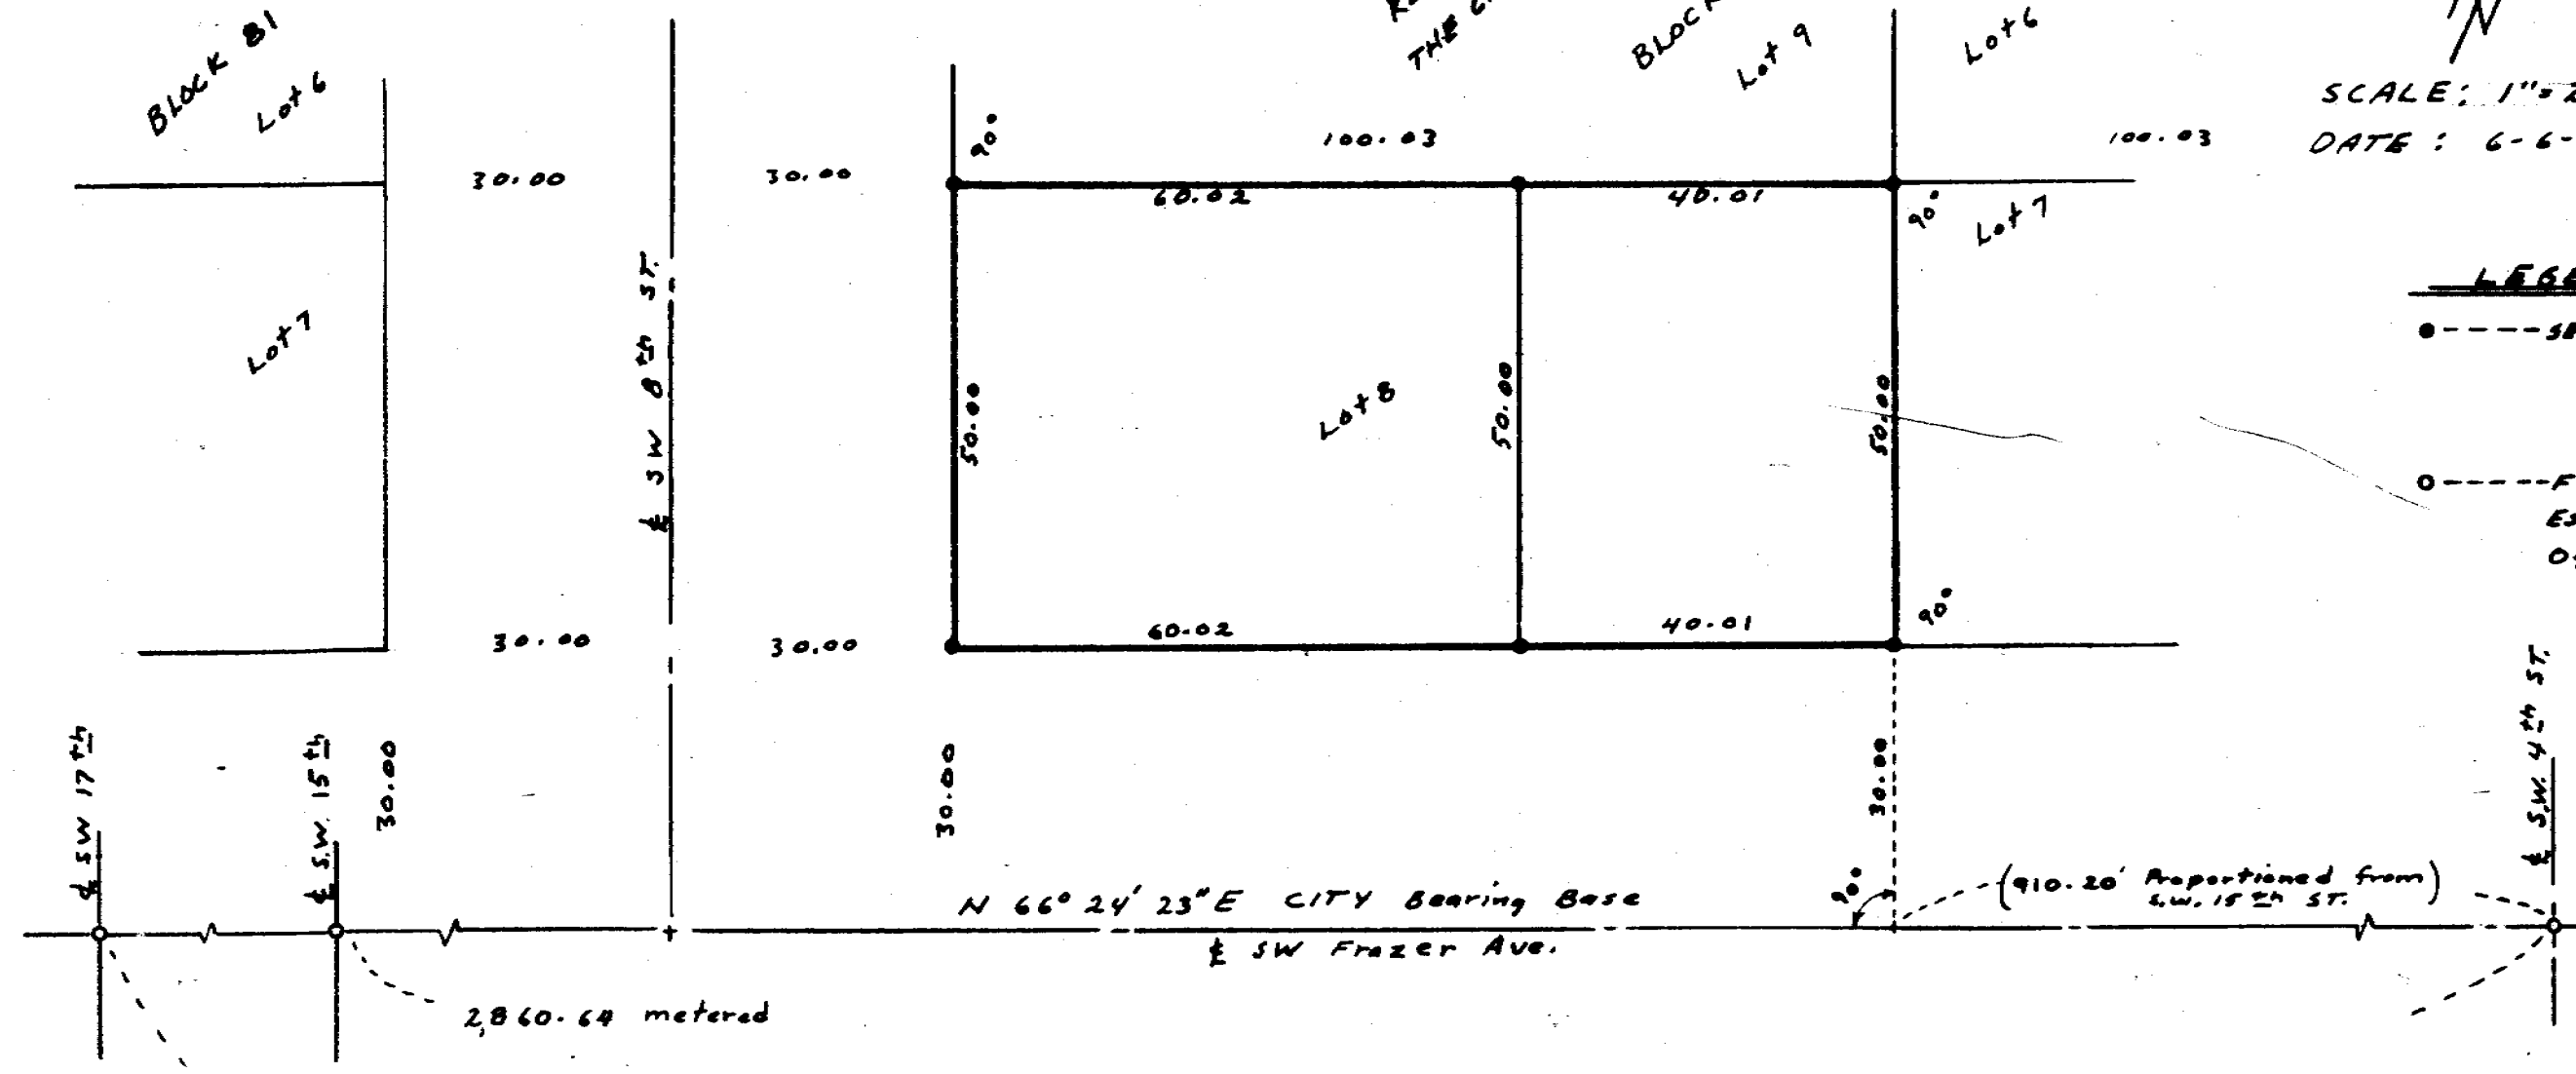 BLOCK 81
Lot 6
THE
BLOCK
Lot 9
Lot 6
N
SCALE: 1"=2
DATE: 6-6-
90°
100.03
100.03
30.00
30.00
60.02
40.01
90°
Lot 7
LEGE
Lot 7
℄ SW 8th ST.
50.00
Lot 8
50.00
50.00
30.00
30.00
60.02
40.01
90°
℄ SW 17th
℄ S.W. 15th
30.00
30.00
30.00
℄ S.W. 4th ST.
N 66° 24' 23" E CITY Bearing Base
90°
(910.20' Proportioned from)
S.W. 15th ST.
℄ SW Frazer Ave.
2,860.64 metered